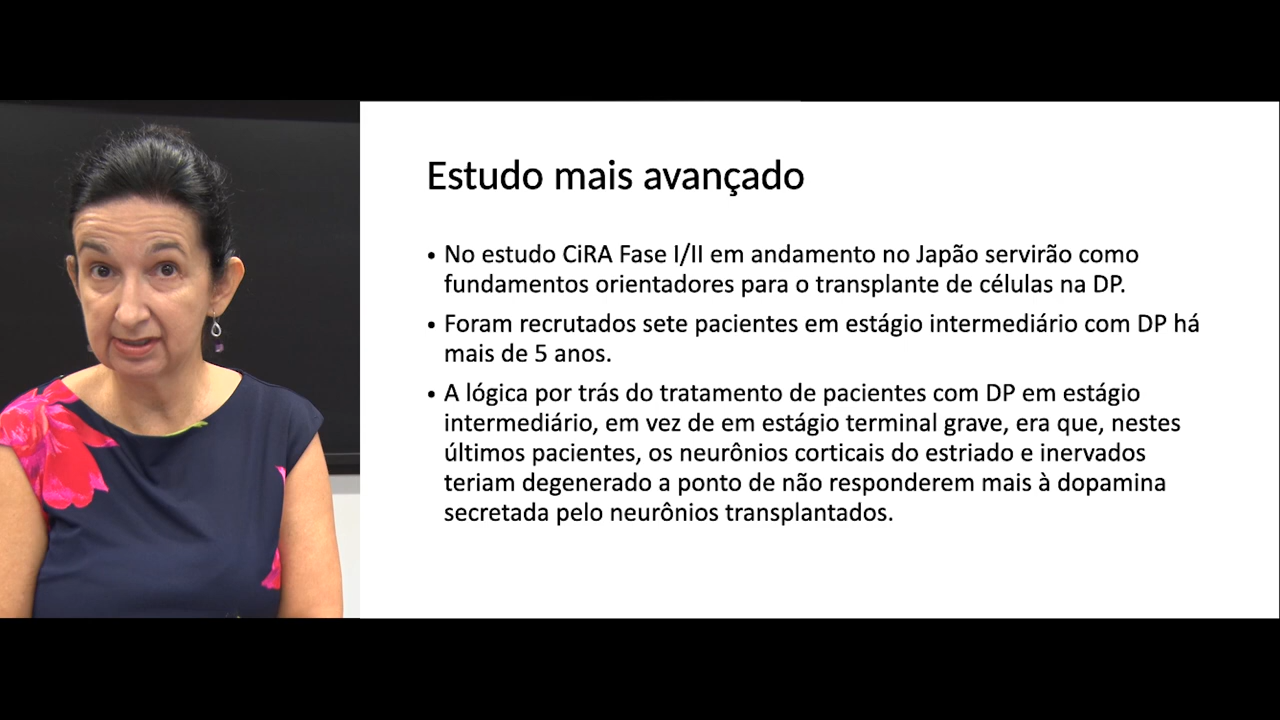 Estudo mais avançado
• No estudo CiRA Fase I/II em andamento no Japão servirão como
fundamentos orientadores para o transplante de células na DP.
• Foram recrutados sete pacientes em estágio intermediário com DP há
mais de 5 anos.
• A lógica por trás do tratamento de pacientes com DP em estágio
intermediário, em vez de em estágio terminal grave, era que, nestes
últimos pacientes, os neurônios corticais do estriado e inervados
teriam degenerado a ponto de não responderem mais à dopamina
secretada pelo neurônios transplantados.